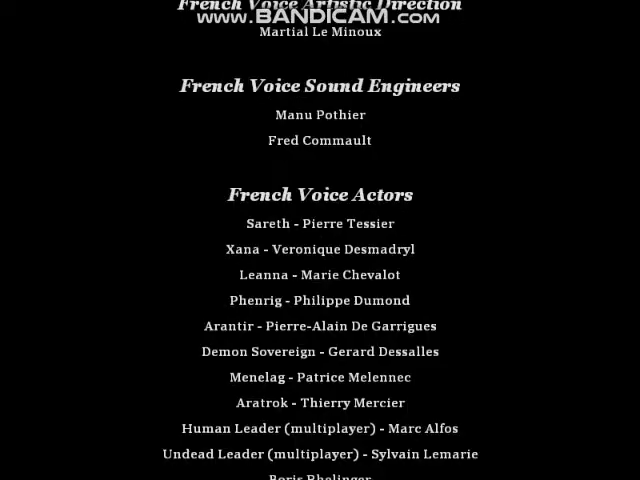 French Voice Artistic Direction
www.BANDICAM.com
Martial Le Minoux
French Voice Sound Engineers
Manu Pothier
Fred Commault
French Voice Actors
Sareth - Pierre Tessier
Xana - Veronique Desmadryl
Leanna - Marie Chevalot
Phenrig - Philippe Dumond
Arantir - Pierre-Alain De Garrigues
Demon Sovereign - Gerard Dessalles
Menelag - Patrice Melennec
Aratrok - Thierry Mercier
Human Leader (multiplayer) - Marc Alfos
Undead Leader (multiplayer) - Sylvain Lemarie
Boris Rhelinger